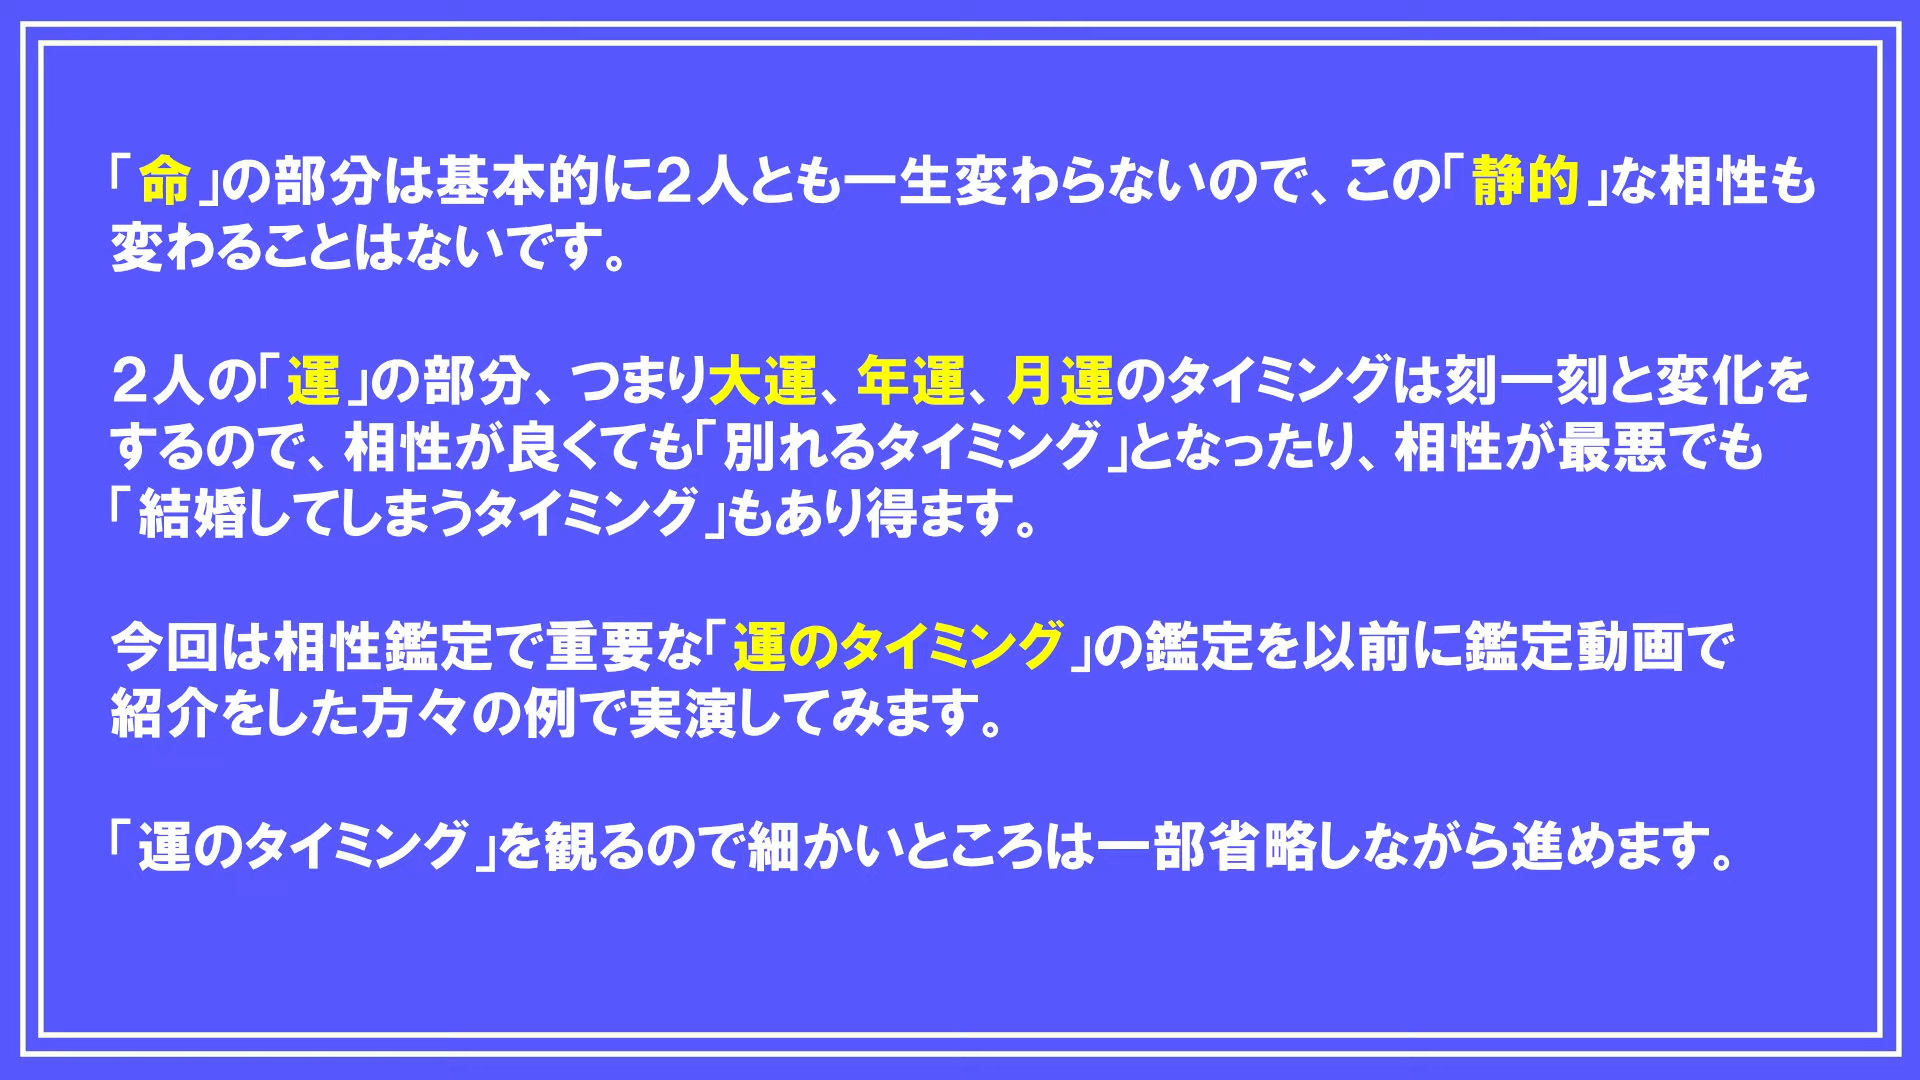 「命」の部分は基本的に２人とも一生変わらないので、この「静的」な相性も
変わることはないです。
２人の「運」の部分、つまり大運、年運、月運のタイミングは刻一刻と変化を
するので、相性が良くても「別れるタイミング」となったり、相性が最悪でも
「結婚してしまうタイミング」もあり得ます。
今回は相性鑑定で重要な「運のタイミング」の鑑定を以前に鑑定動画で
紹介をした方々の例で実演してみます。
「運のタイミング」を観るので細かいところは一部省略しながら進めます。